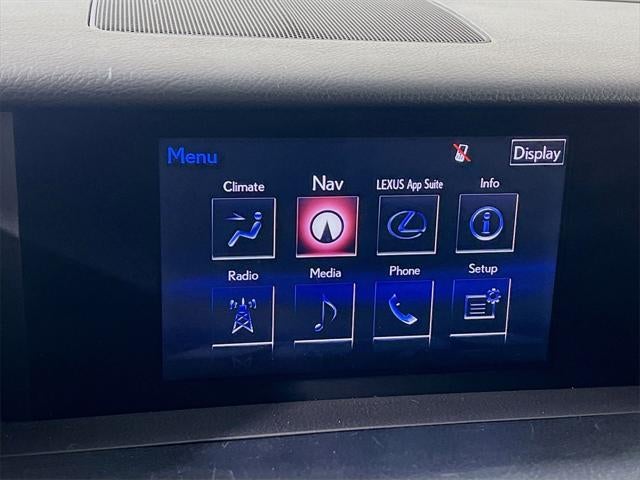 Menu
Display
Climate Nav LEXUS App Suite Info
Radio Media Phone Setup